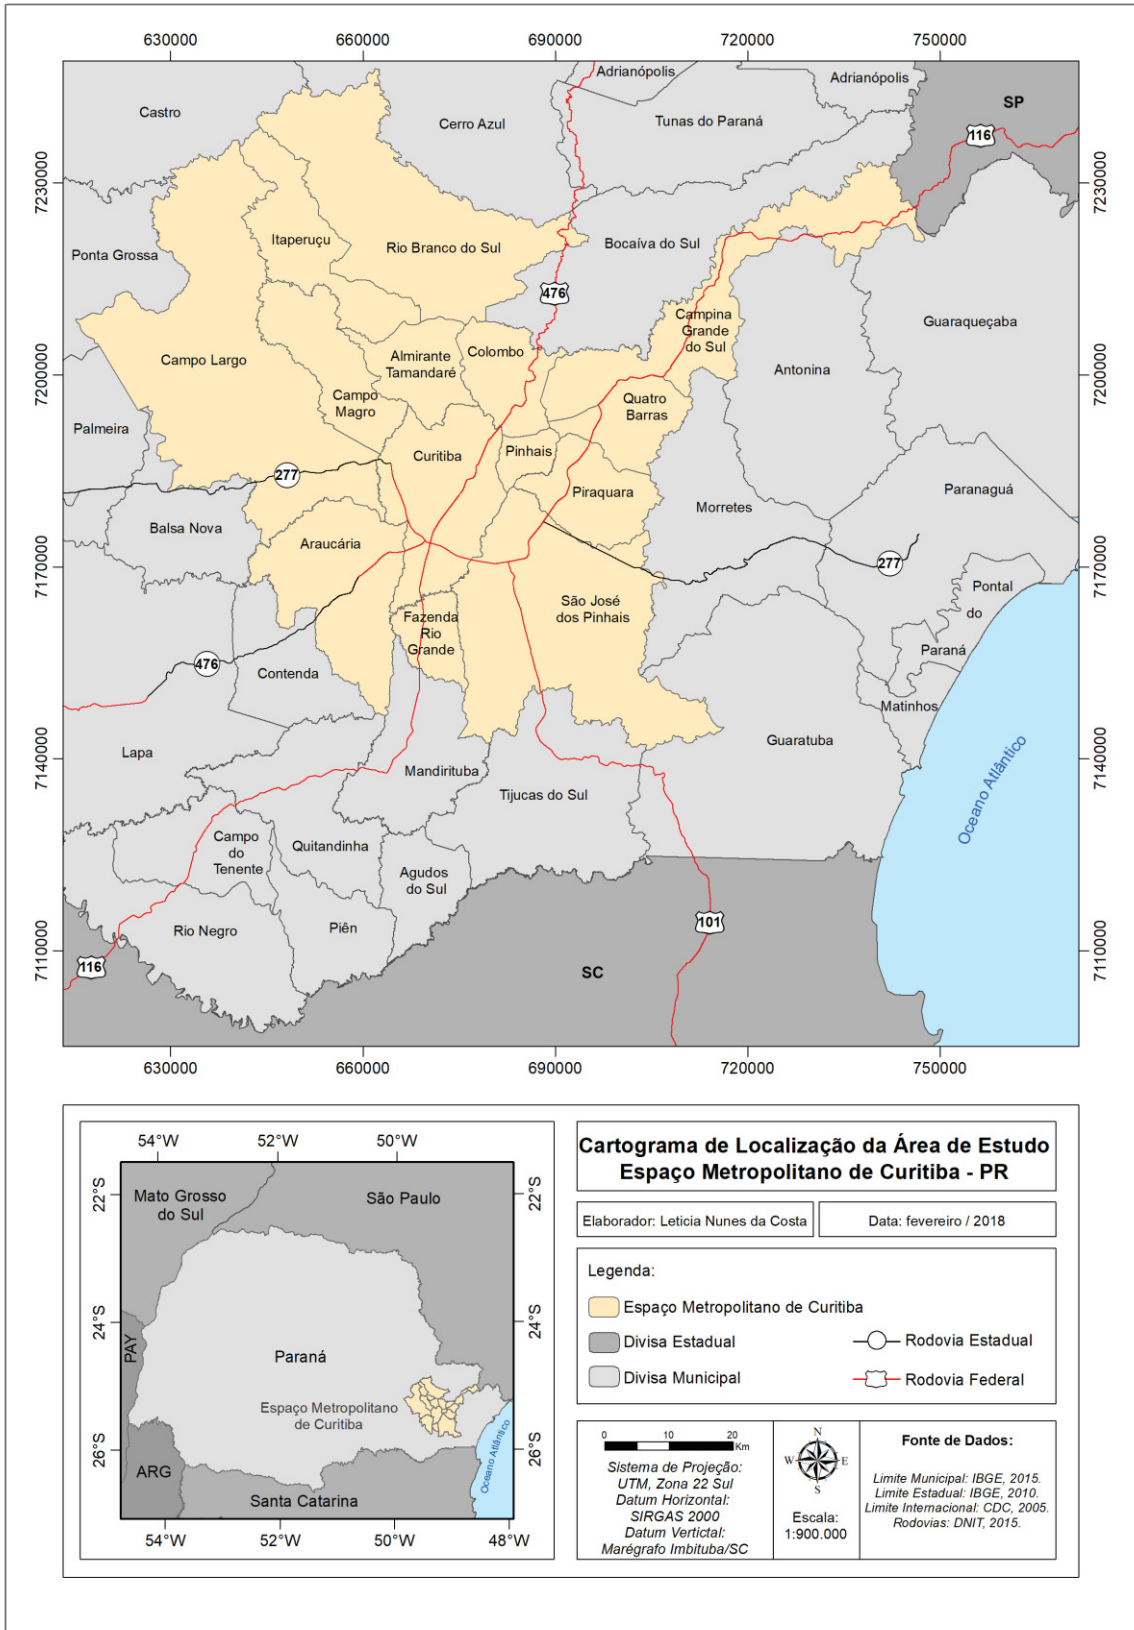 630000
660000
690000
720000
750000
Adrianópolis
Adrianópolis
SP
Castro
Cerro Azul
Tunas do Paraná
116
7230000
7230000
Itaperuçu
Rio Branco do Sul
Bocaíva do Sul
Ponta Grossa
476
Campina
Grande
do Sul
Guaraqueçaba
Campo Largo
Almirante
Tamandaré
Colombo
Antonina
7200000
7200000
Campo
Magro
Quatro
Barras
Palmeira
Curitiba
Pinhais
277
Piraquara
Morretes
Paranaguá
Balsa Nova
Araucária
277
7170000
7170000
Pontal
do
Paraná
São José
dos Pinhais
Fazenda
Rio
Grande
476
Contenda
Matinhos
Lapa
Mandirituba
Guaratuba
7140000
7140000
Tijucas do Sul
Oceano Atlântico
Campo
do
Tenente
Quitandinha
Agudos
do Sul
Rio Negro
Piên
101
116
SC
7110000
7110000
630000
660000
690000
720000
750000
54°W
52°W
50°W
22°S
22°S
Mato Grosso
do Sul
São Paulo
24°S
24°S
PAY
Paraná
Espaço Metropolitano
de Curitiba
Oceano Atlântico
26°S
26°S
ARG
Santa Catarina
54°W
52°W
50°W
48°W
Cartograma de Localização da Área de Estudo
Espaço Metropolitano de Curitiba - PR
Elaborador: Leticia Nunes da Costa
Data: fevereiro / 2018
Legenda:
Espaço Metropolitano de Curitiba
Divisa Estadual
Rodovia Estadual
Divisa Municipal
Rodovia Federal
0 10 20
Km
Sistema de Projeção:
UTM, Zona 22 Sul
Datum Horizontal:
SIRGAS 2000
Datum Vertictal:
Marégrafo Imbituba/SC
N
W E
S
Escala:
1:900.000
Fonte de Dados:
Limite Municipal: IBGE, 2015.
Limite Estadual: IBGE, 2010.
Limite Internacional: CDC, 2005.
Rodovias: DNIT, 2015.